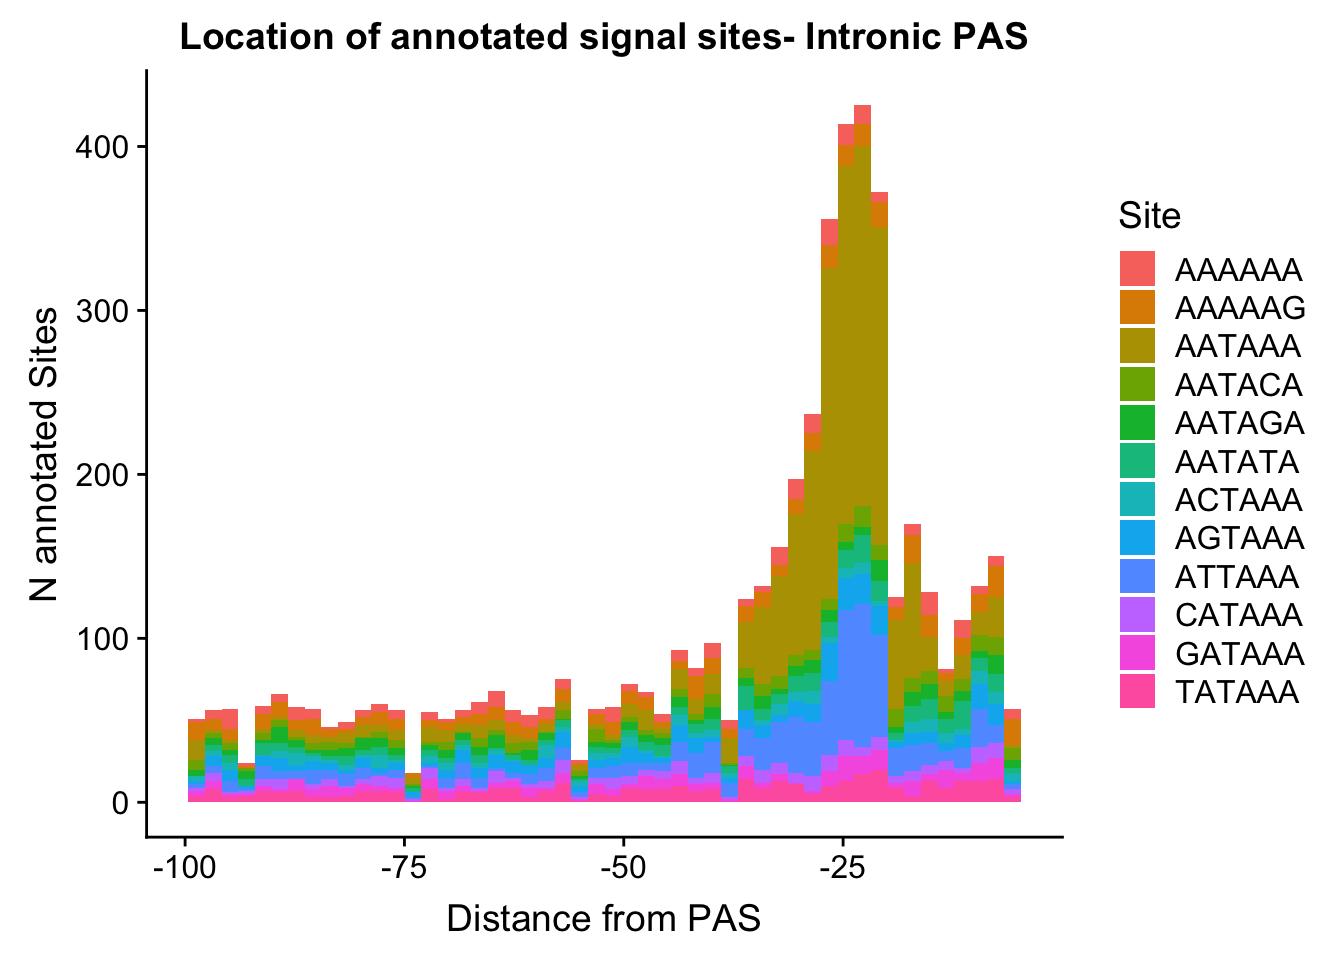 Location of annotated signal sites- Intronic PAS
N annotated Sites
400
300
200
100
0
-100 -75 -50 -25
Distance from PAS
Site
AAAAAA
AAAAAG
AATAAA
AATACA
AATAGA
AATATA
ACTAAA
AGTAAA
ATTAAA
CATAAA
GATAAA
TATAAA